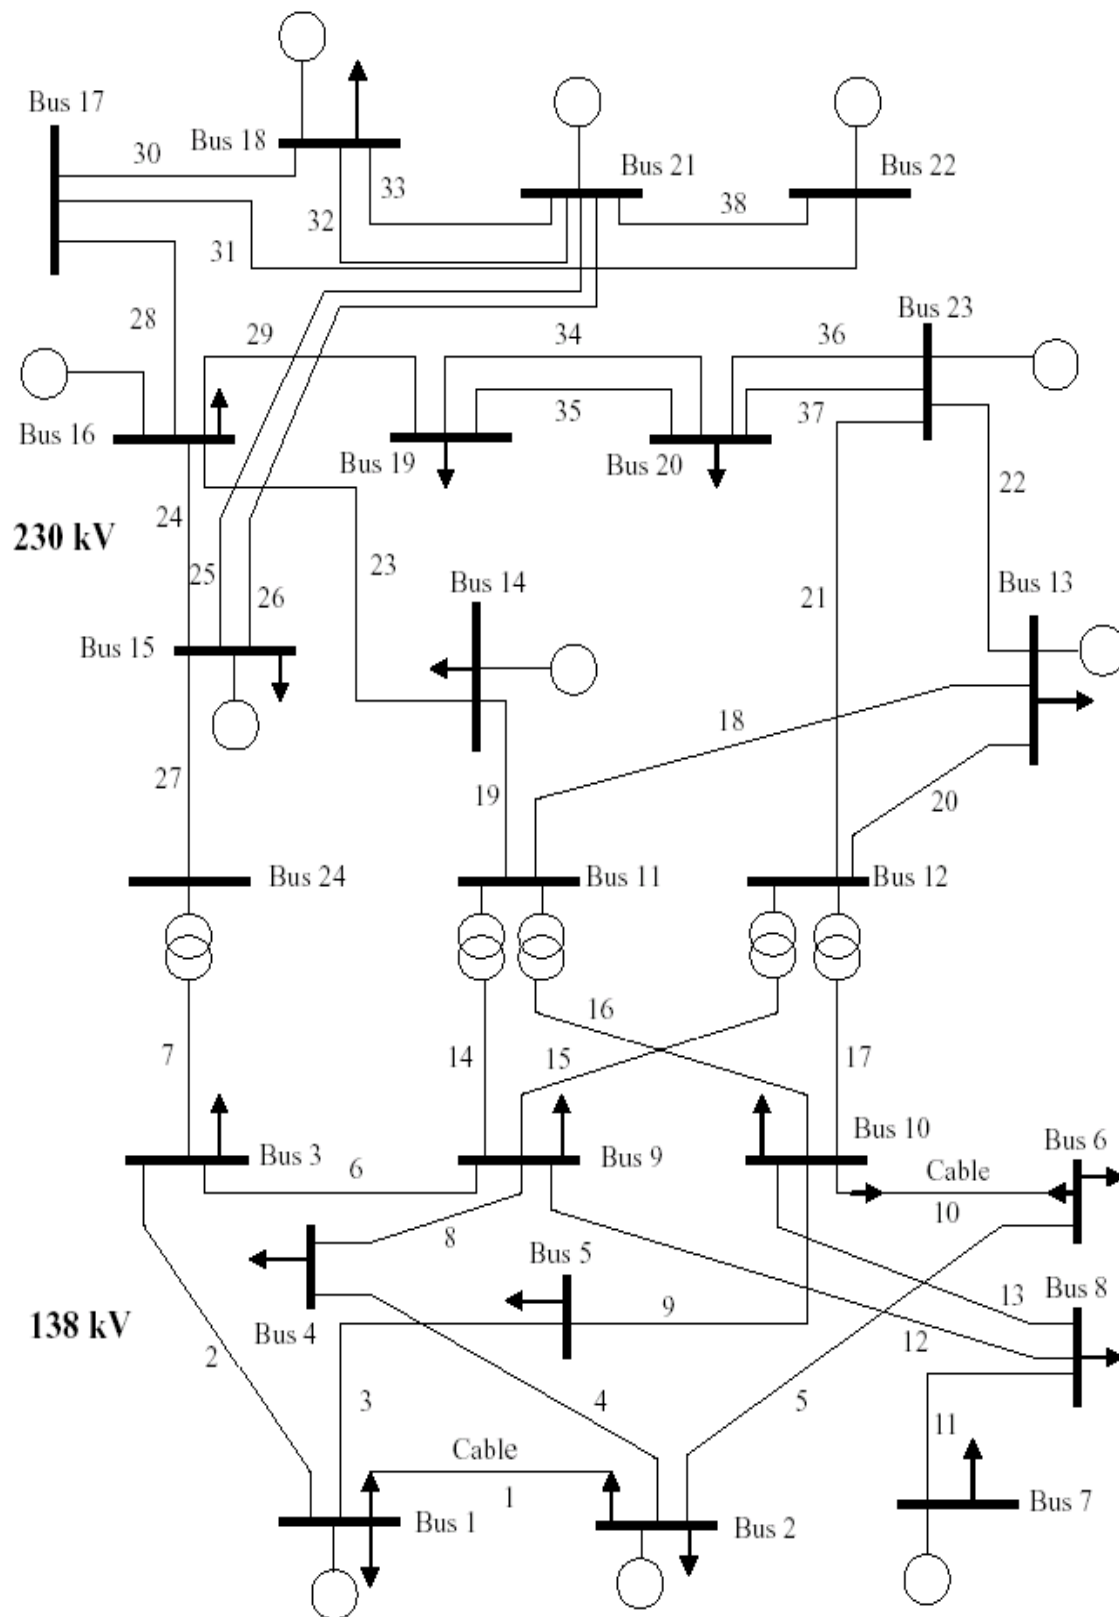 Bus 17
Bus 18
Bus 21
Bus 22
30
33
32
38
31
28
29
34
36
Bus 23
35
37
Bus 16
Bus 19
Bus 20
22
230 kV
24
25
26
23
Bus 14
21
Bus 13
Bus 15
18
27
19
20
Bus 24
Bus 11
Bus 12
16
7
14
15
17
Bus 3
6
Bus 9
Bus 10
Bus 6
Cable
10
8
Bus 5
9
13
Bus 8
138 kV
Bus 4
12
2
3
4
5
11
Cable
1
Bus 1
Bus 2
Bus 7